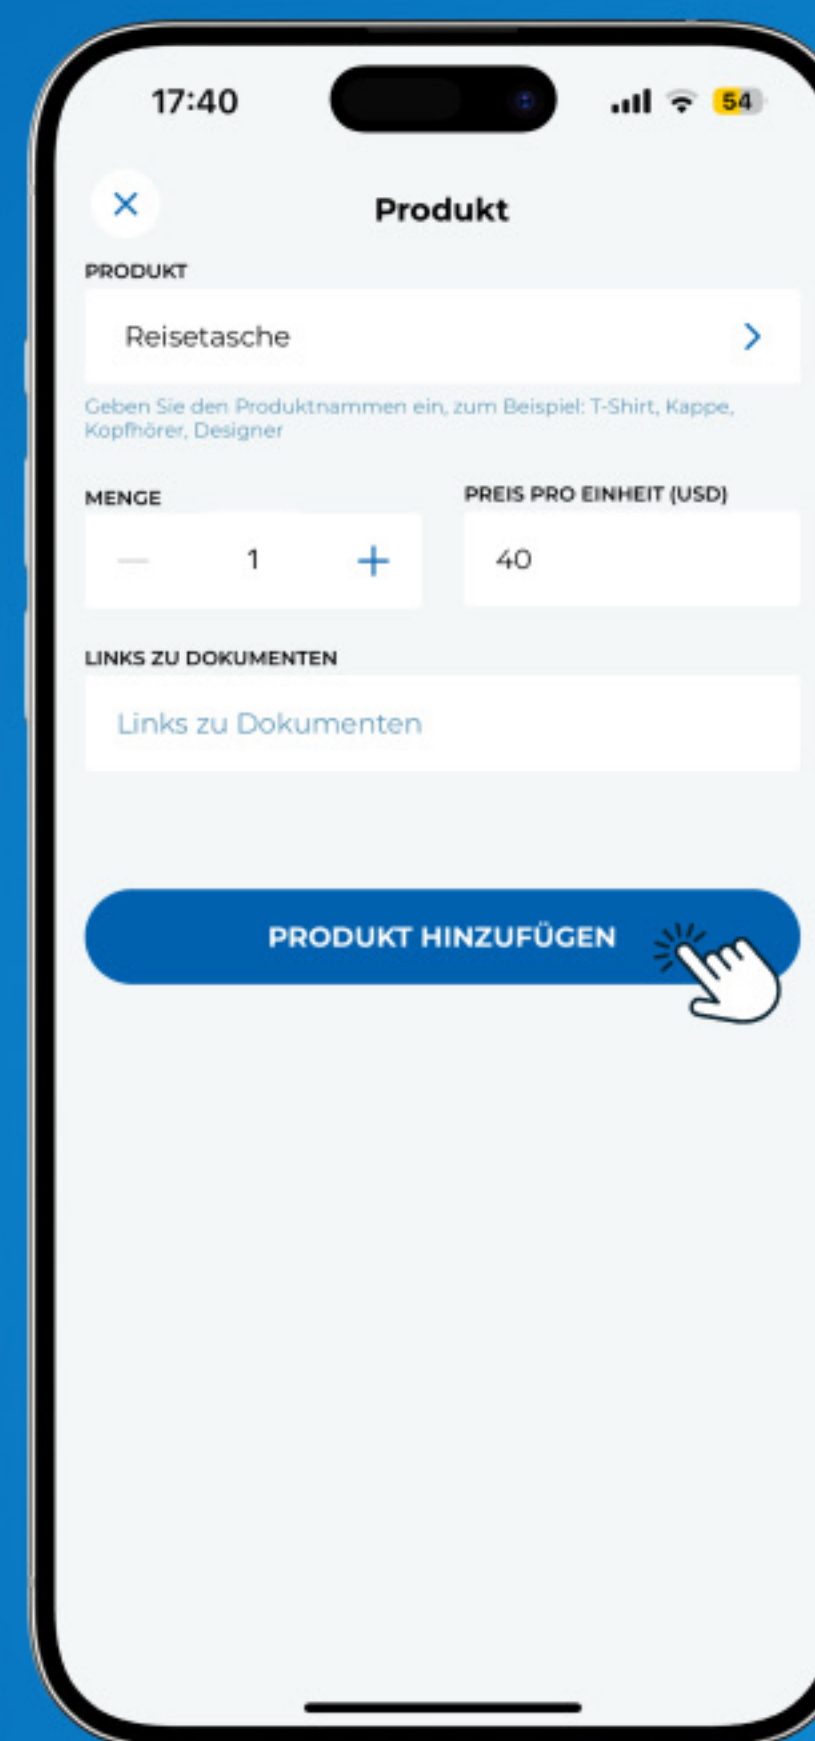 17:40
54
Produkt
PRODUKT
Reisetasche
Geben Sie den Produktnammen ein, zum Beispiel: T-Shirt, Kappe,
Kopfhörer, Designer
MENGE
PREIS PRO EINHEIT (USD)
1
40
LINKS ZU DOKUMENTEN
Links zu Dokumenten
PRODUKT HINZUFÜGEN